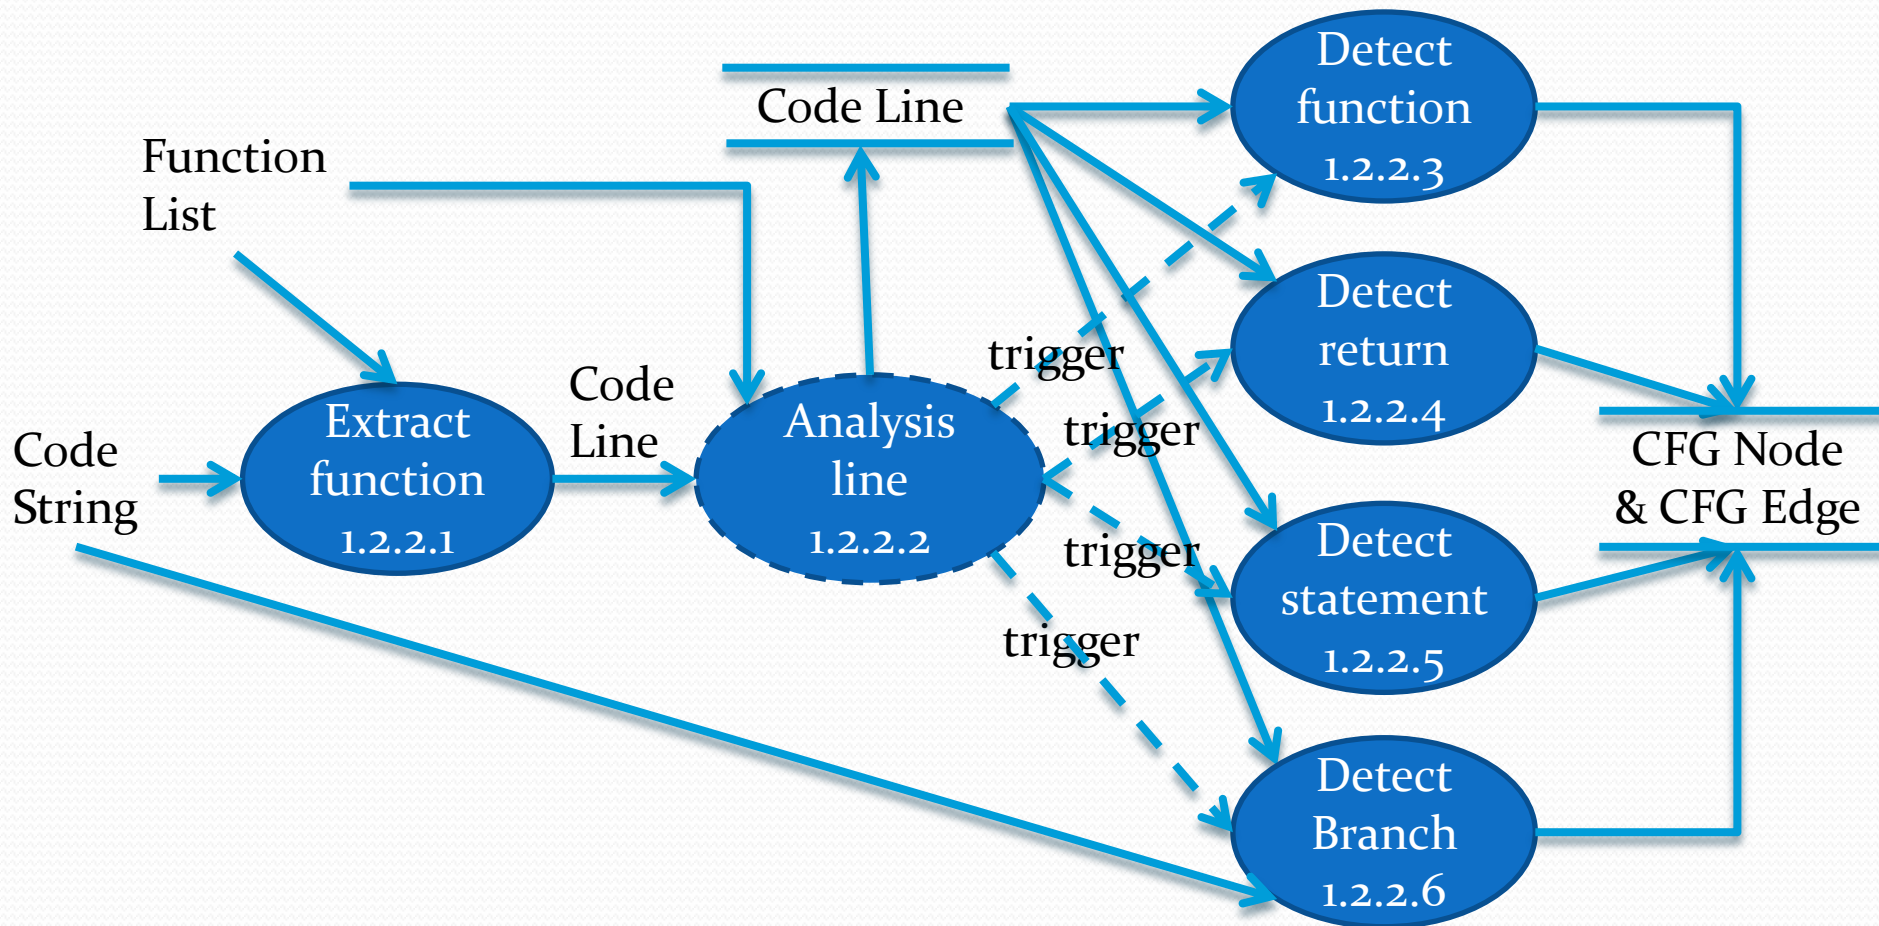 Function
List
Code
String
Extract
function
1.2.2.1
Code
Line
Analysis
line
1.2.2.2
Code Line
trigger
trigger
trigger
trigger
Detect
function
1.2.2.3
Detect
return
1.2.2.4
Detect
statement
1.2.2.5
Detect
Branch
1.2.2.6
CFG Node
& CFG Edge